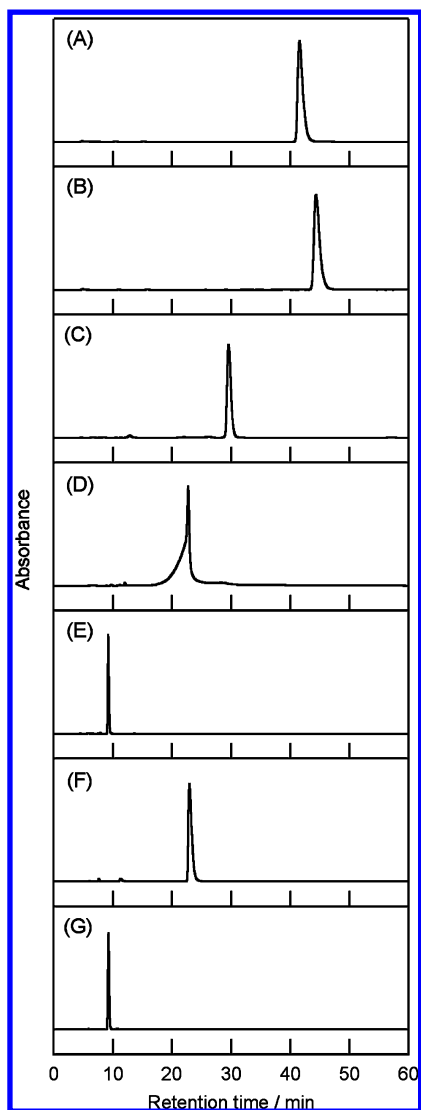 (A)
(B)
(C)
(D)
(E)
(F)
(G)
Absorbance
0 10 20 30 40 50 60
Retention time / min